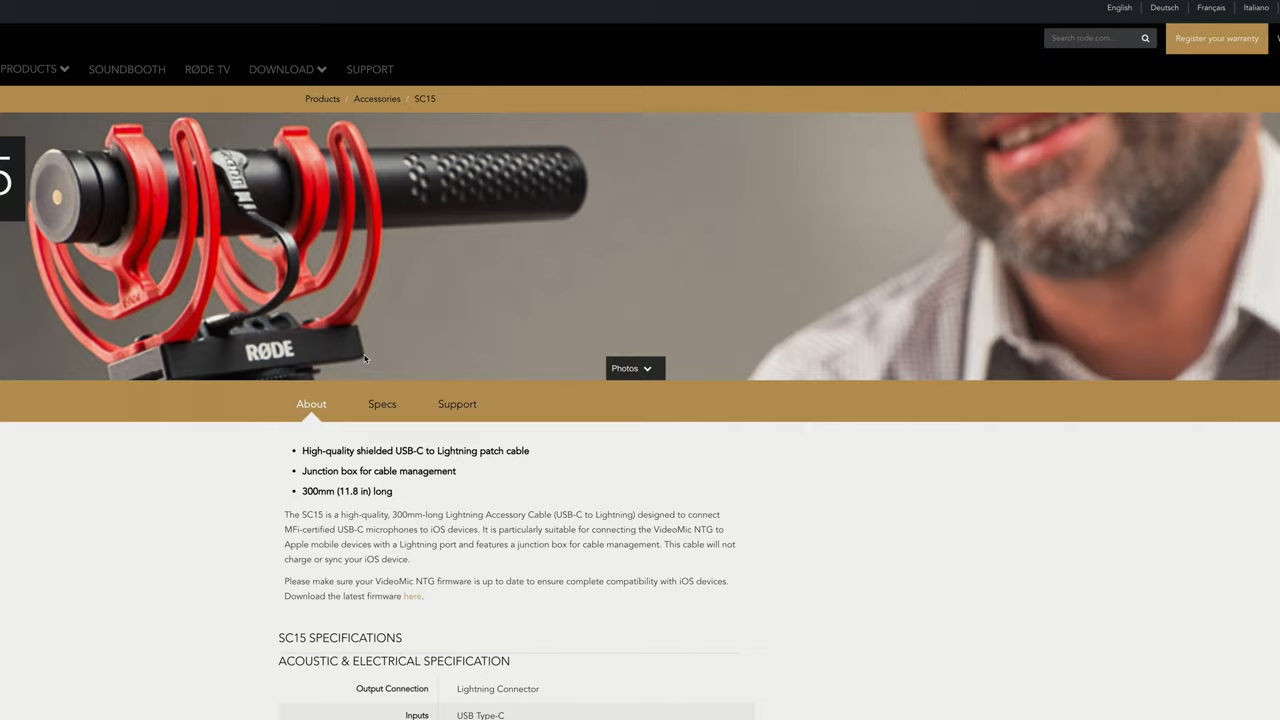 English Deutsch Français Italiano
Search rode.com...
Register your warranty
PRODUCTS SOUNDBOOTH RØDE TV DOWNLOAD SUPPORT
Products / Accessories / SC15
5
RØDE
Photos
About Specs Support
• High-quality shielded USB-C to Lightning patch cable
• Junction box for cable management
• 300mm (11.8 in) long
The SC15 is a high-quality, 300mm-long Lightning Accessory Cable (USB-C to Lightning) designed to connect
MFi-certified USB-C microphones to iOS devices. It is particularly suitable for connecting the VideoMic NTG to
Apple mobile devices with a Lightning port and features a junction box for cable management. This cable will not
charge or sync your iOS device.
Please make sure your VideoMic NTG firmware is up to date to ensure complete compatibility with iOS devices.
Download the latest firmware here.
SC15 SPECIFICATIONS
ACOUSTIC & ELECTRICAL SPECIFICATION
Output Connection Lightning Connector
Inputs USB Type-C